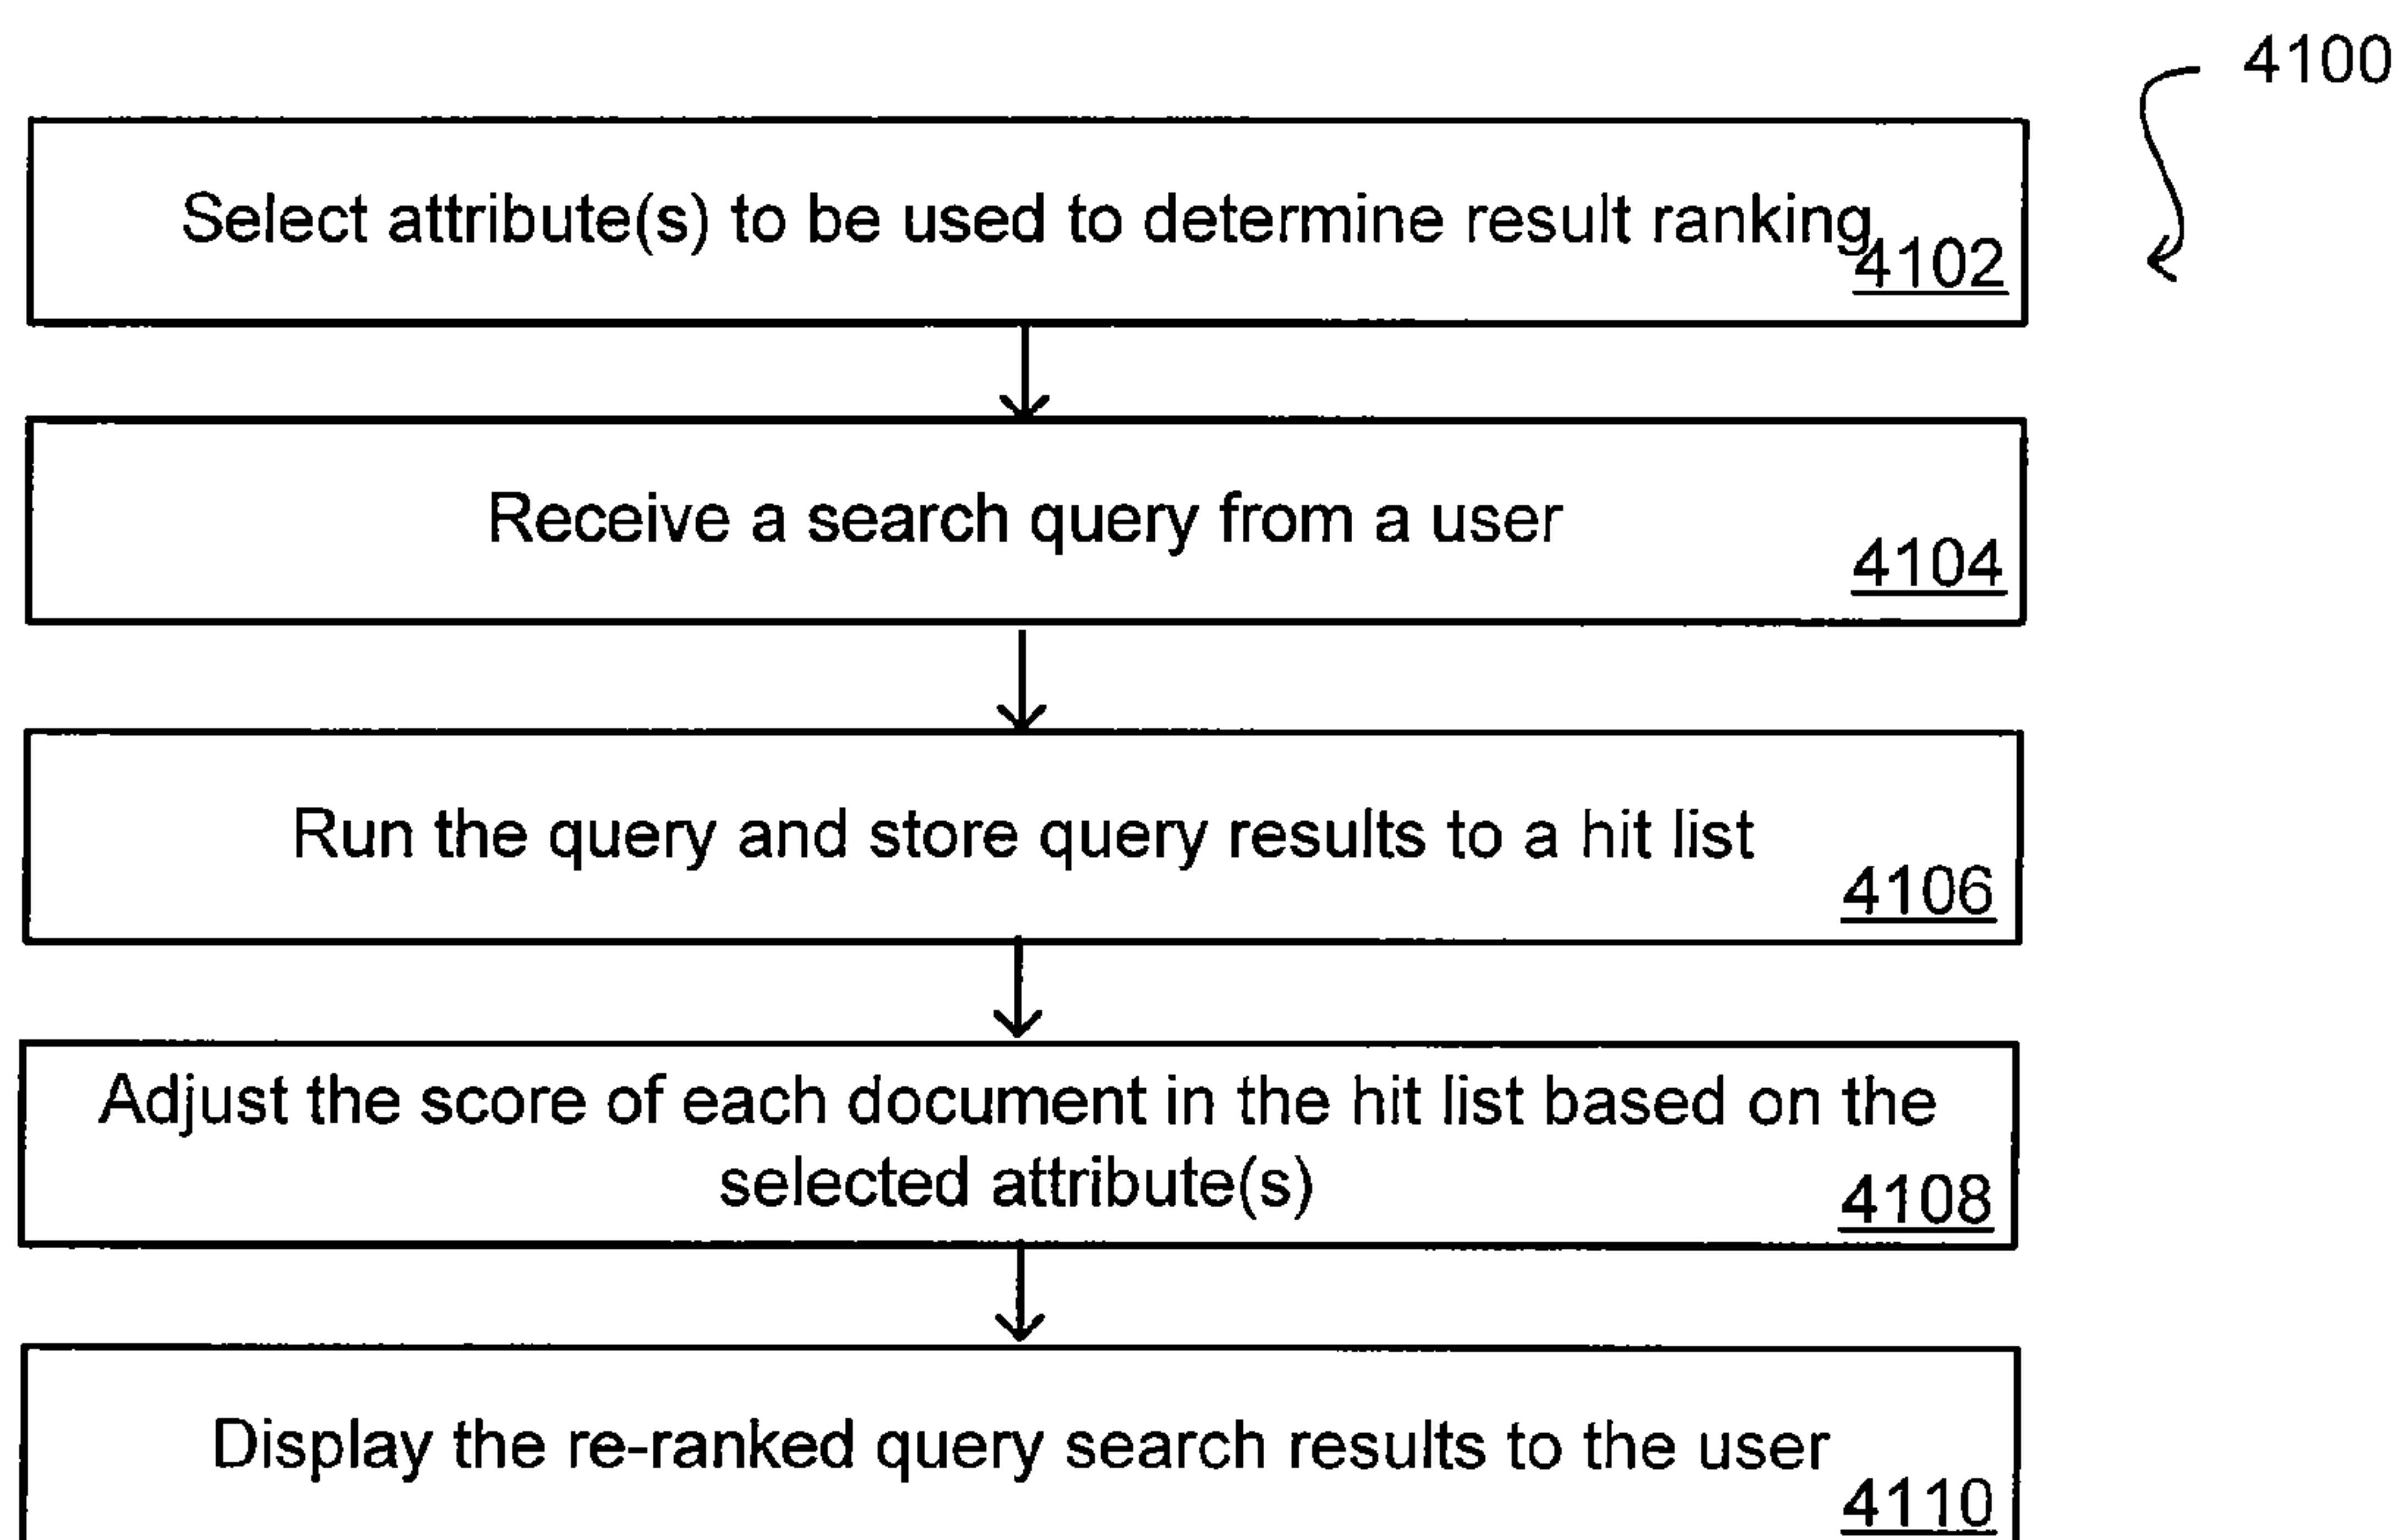 4100
Select attribute(s) to be used to determine result ranking
4102
Receive a search query from a user
4104
Run the query and store query results to a hit list
4106
Adjust the score of each document in the hit list based on the
selected attribute(s)
4108
Display the re-ranked query search results to the user
4110